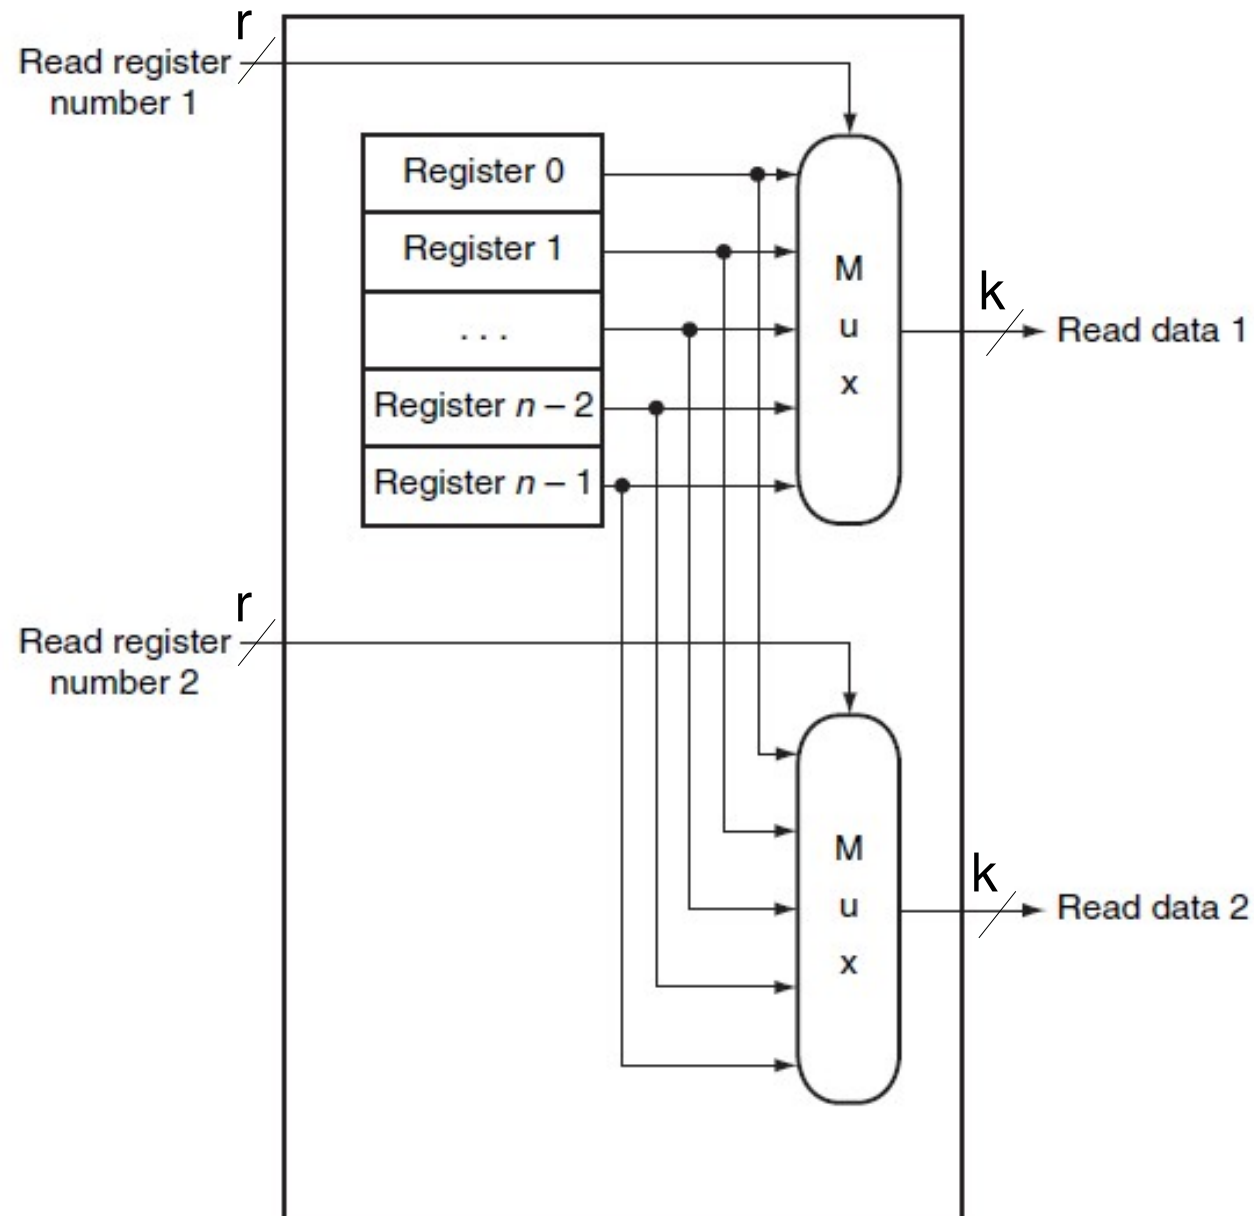 r
Read register
number 1
Register 0
Register 1
. . .
Register n – 2
Register n – 1
M
u
x
k
Read data 1
r
Read register
number 2
M
u
x
k
Read data 2